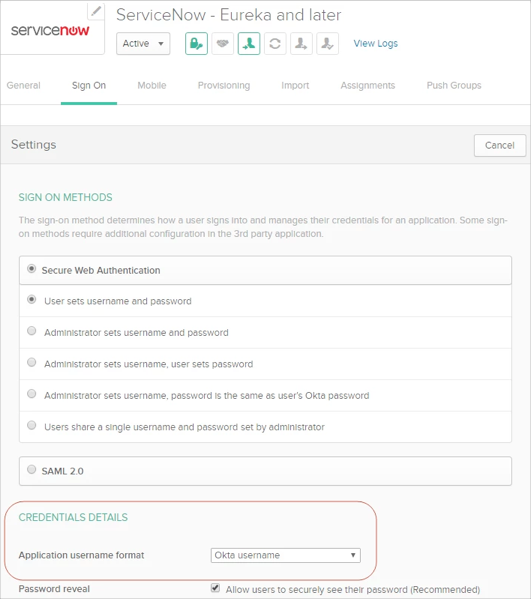 servicenow
ServiceNow - Eureka and later
Active
View Logs
General
Sign On
Mobile
Provisioning
Import
Assignments
Push Groups
Settings
Cancel
SIGN ON METHODS
The sign-on method determines how a user signs into and manages their credentials for an application. Some sign-
on methods require additional configuration in the 3rd party application.
Secure Web Authentication
User sets username and password
Administrator sets username and password
Administrator sets username, user sets password
Administrator sets username, password is the same as user's Okta password
Users share a single username and password set by administrator
SAML 2.0
CREDENTIALS DETAILS
Application username format
Okta username
Password reveal
Allow users to securely see their password (Recommended)